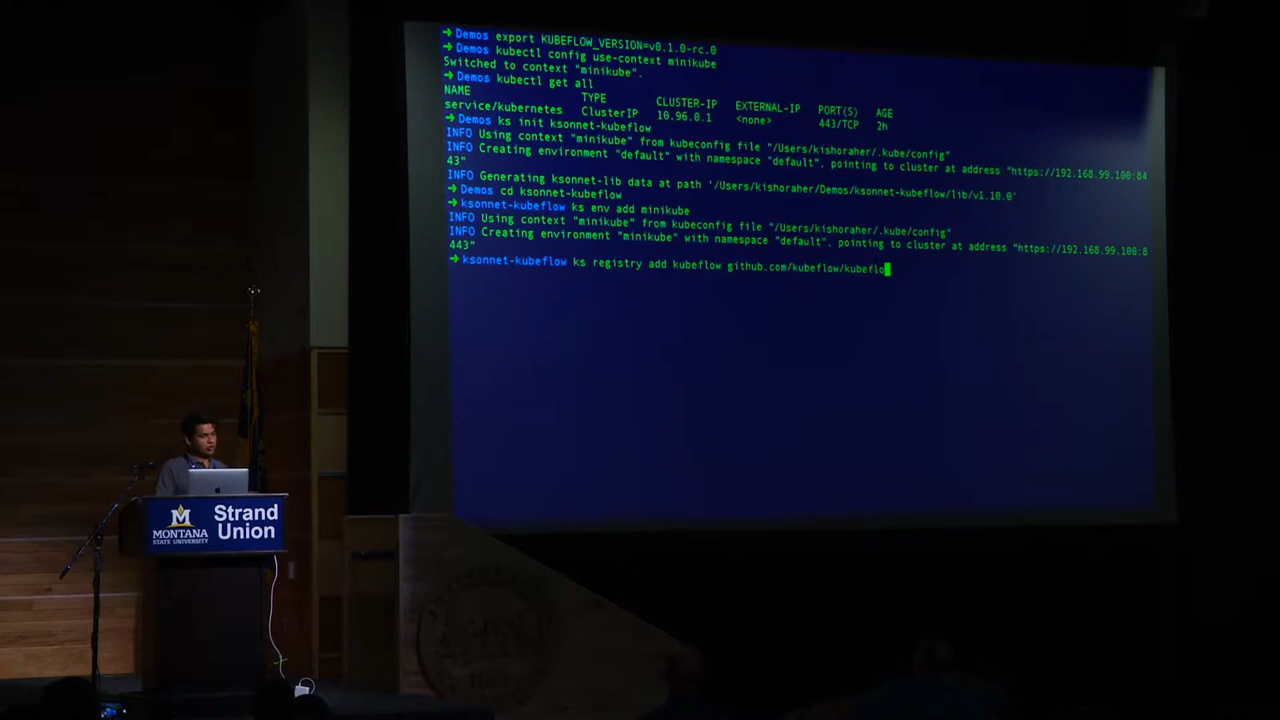 ➜ Demos export KUBEFLOW_VERSION=v0.1.0-rc.0
➜ Demos kubectl config use-context minikube
Switched to context "minikube".
➜ Demos kubectl get all
NAME TYPE CLUSTER-IP EXTERNAL-IP PORT(S) AGE
service/kubernetes ClusterIP 10.96.0.1 <none> 443/TCP 2h
➜ Demos ks init ksonnet-kubeflow
INFO Using context "minikube" from kubeconfig file "/Users/kishoraher/.kube/config"
INFO Creating environment "default" with namespace "default", pointing to cluster at address "https://192.168.99.100:84
43"
INFO Generating ksonnet-lib data at path '/Users/kishoraher/Demos/ksonnet-kubeflow/lib/v1.10.0'
➜ Demos cd ksonnet-kubeflow
➜ ksonnet-kubeflow ks env add minikube
INFO Using context "minikube" from kubeconfig file "/Users/kishoraher/.kube/config"
INFO Creating environment "minikube" with namespace "default", pointing to cluster at address "https://192.168.99.100:8
443"
➜ ksonnet-kubeflow ks registry add kubeflow github.com/kubeflow/kubeflo
M
MONTANA
STATE UNIVERSITY
Strand
Union